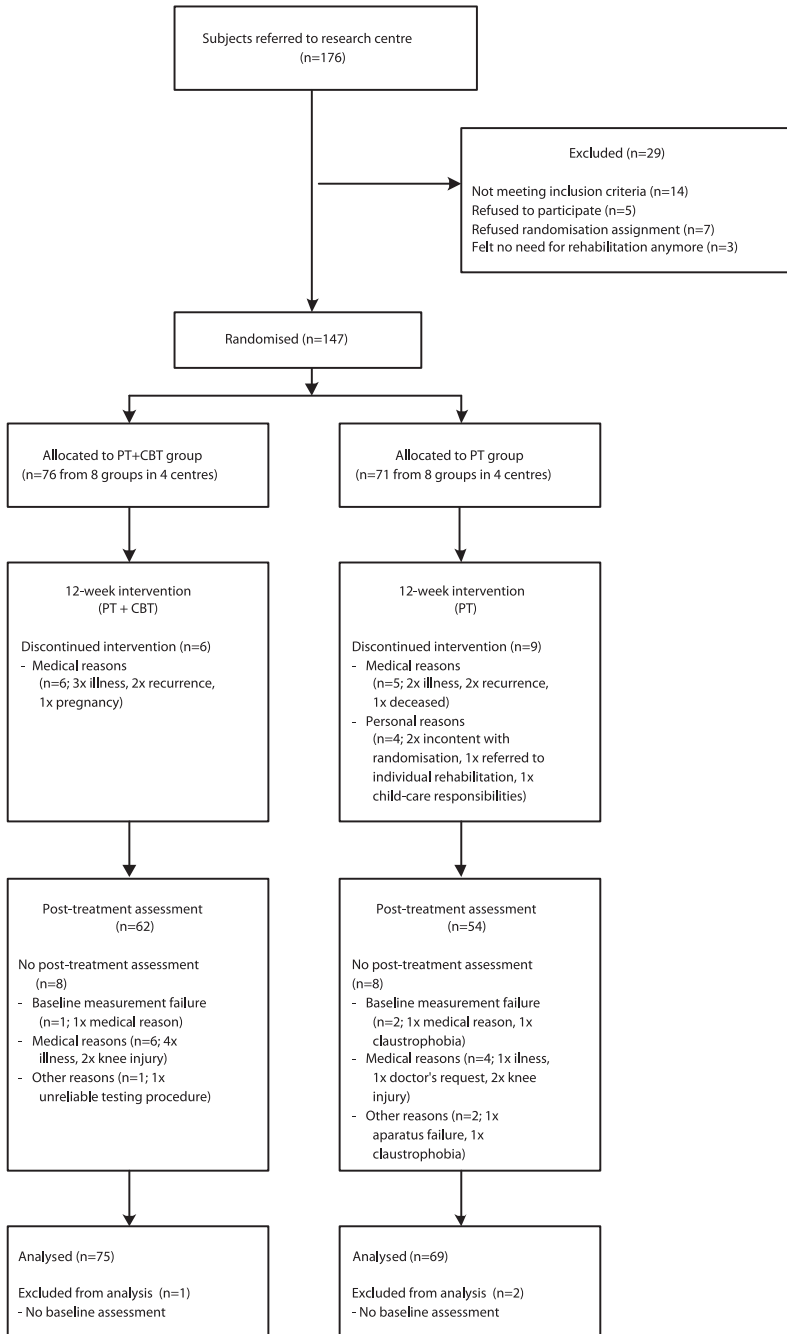 Subjects referred to research centre
(n=176)
Excluded (n=29)
Not meeting inclusion criteria (n=14)
Refused to participate (n=5)
Refused randomisation assignment (n=7)
Felt no need for rehabilitation anymore (n=3)
Randomised (n=147)
Allocated to PT+CBT group
(n=76 from 8 groups in 4 centres)
Allocated to PT group
(n=71 from 8 groups in 4 centres)
12-week intervention
(PT + CBT)
Discontinued intervention (n=6)
- Medical reasons
(n=6; 3x illness, 2x recurrence,
1x pregnancy)
12-week intervention
(PT)
Discontinued intervention (n=9)
- Medical reasons
(n=5; 2x illness, 2x recurrence,
1x deceased)
- Personal reasons
(n=4; 2x incontent with
randomisation, 1x referred to
individual rehabilitation, 1x
child-care responsibilities)
Post-treatment assessment
(n=62)
No post-treatment assessment
(n=8)
- Baseline measurement failure
(n=1; 1x medical reason)
- Medical reasons (n=6; 4x
illness, 2x knee injury)
- Other reasons (n=1; 1x
unreliable testing procedure)
Post-treatment assessment
(n=54)
No post-treatment assessment
(n=8)
- Baseline measurement failure
(n=2; 1x medical reason, 1x
claustrophobia)
- Medical reasons (n=4; 1x ilness,
1x doctor's request, 2x knee
injury)
- Other reasons (n=2; 1x
aparatus failure, 1x
claustrophobia)
Analysed (n=75)
Excluded from analysis (n=1)
- No baseline assessment
Analysed (n=69)
Excluded from analysis (n=2)
- No baseline assessment